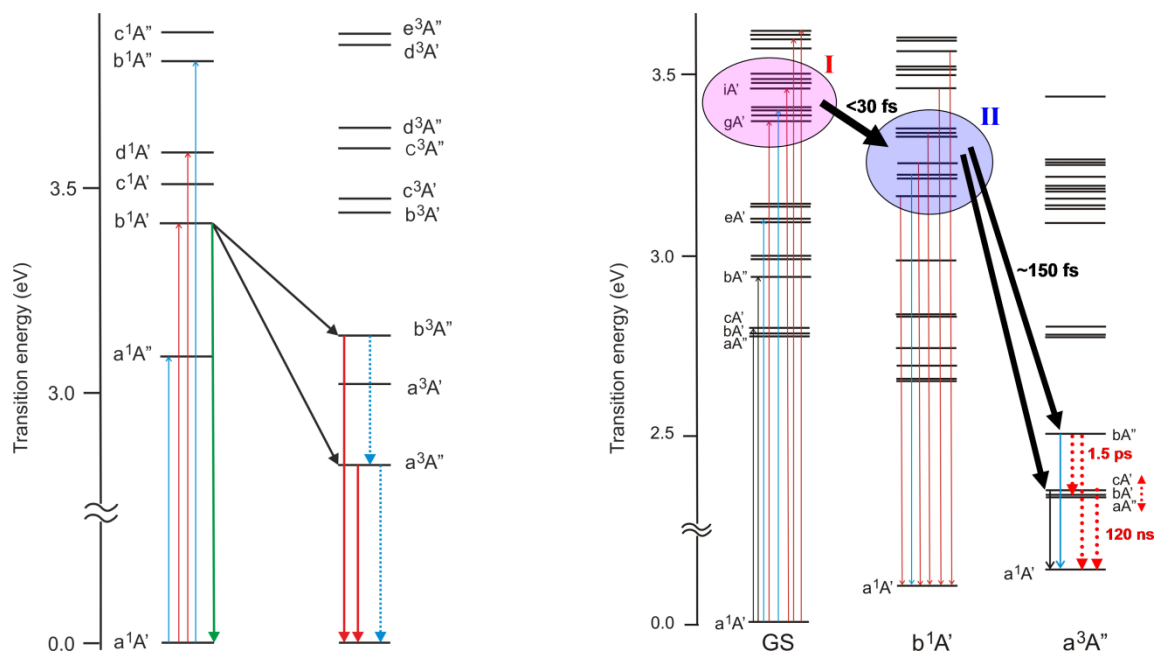 Transition energy (eV)
3.5
3.0
0.0
c¹A”
b¹A”
d¹A’
c¹A’
b¹A’
a¹A”
a¹A’
e³A”
d³A’
d³A”
c³A”
c³A’
b³A’
b³A”
a³A’
a³A”
Transition energy (eV)
3.5
3.0
2.5
0.0
I
iA’
gA’
eA’
bA”
cA’
bA’
aA”
a¹A’
GS
<30 fs
II
a¹A’
b¹A’
~150 fs
bA”
1.5 ps
cA’
bA’
aA”
120 ns
a¹A’
a³A”